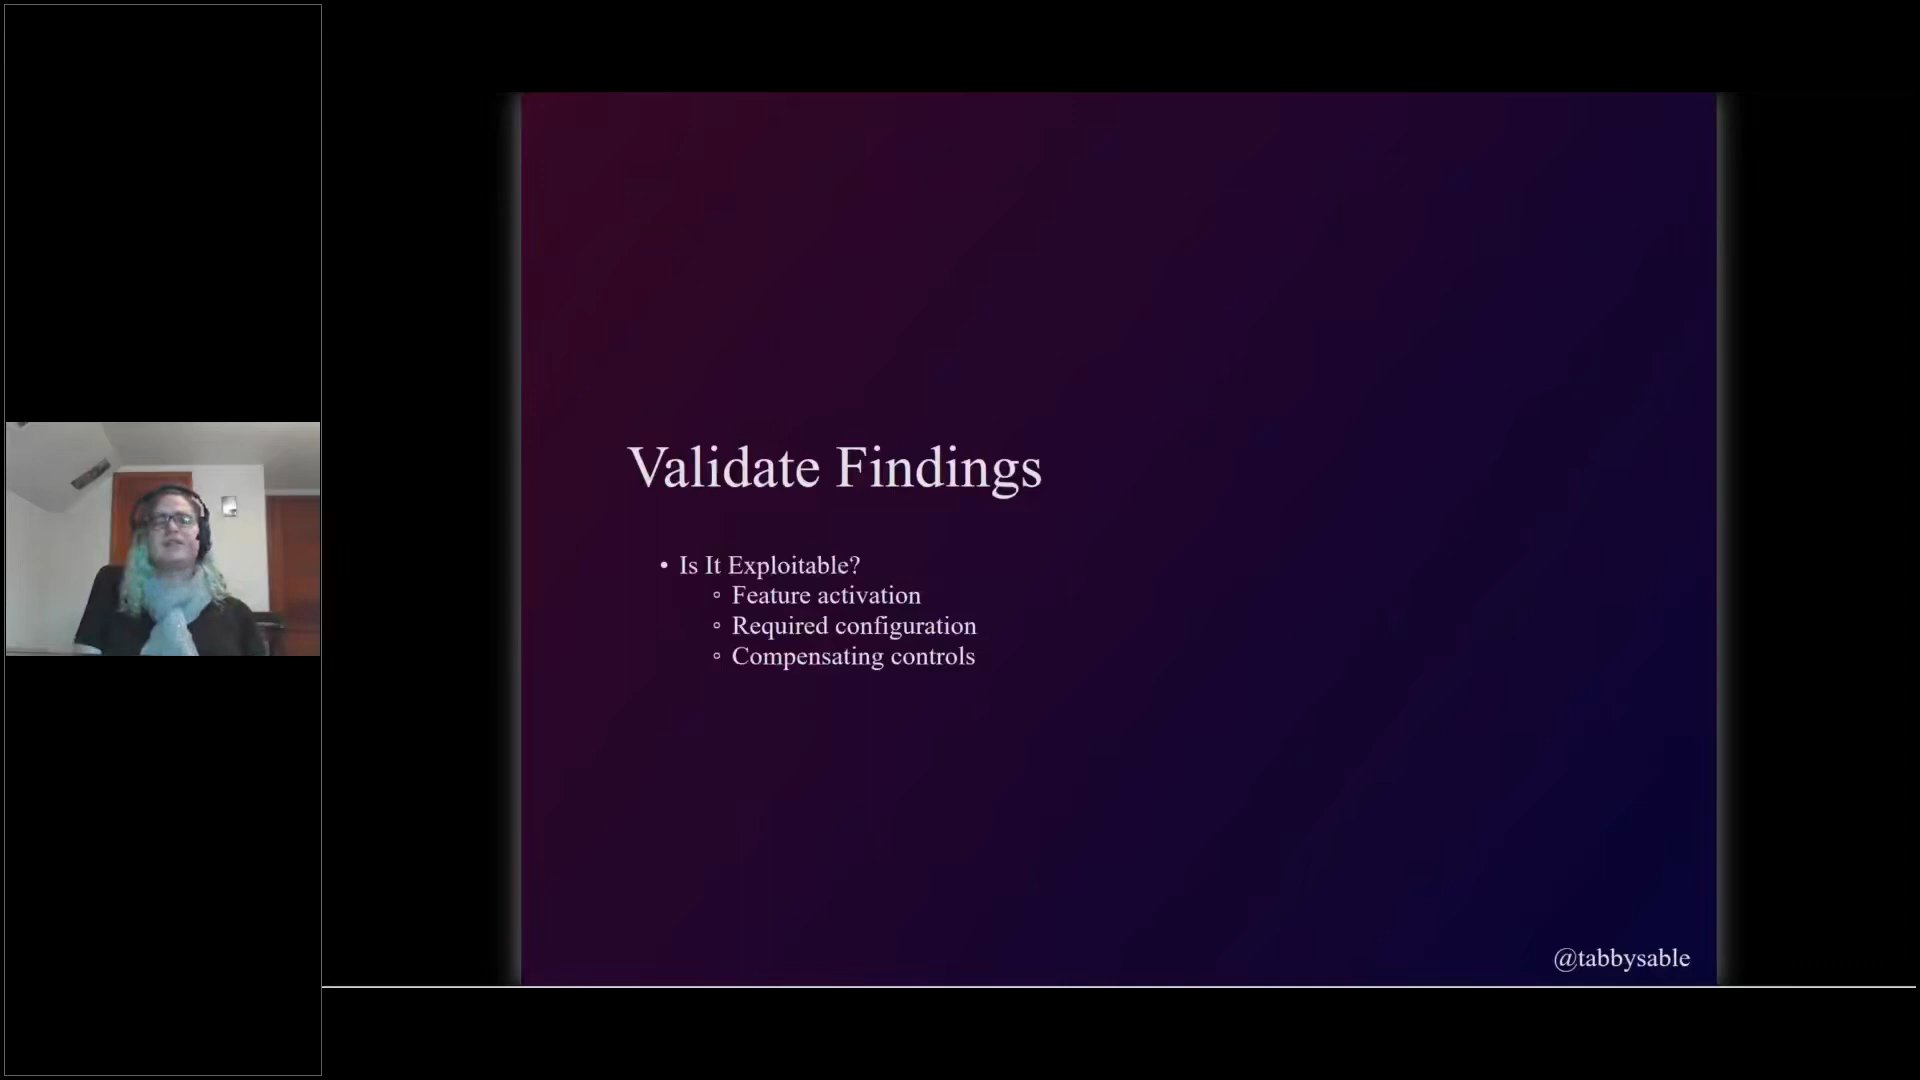 Validate Findings
• Is It Exploitable?
◦ Feature activation
◦ Required configuration
◦ Compensating controls
@tabbysable